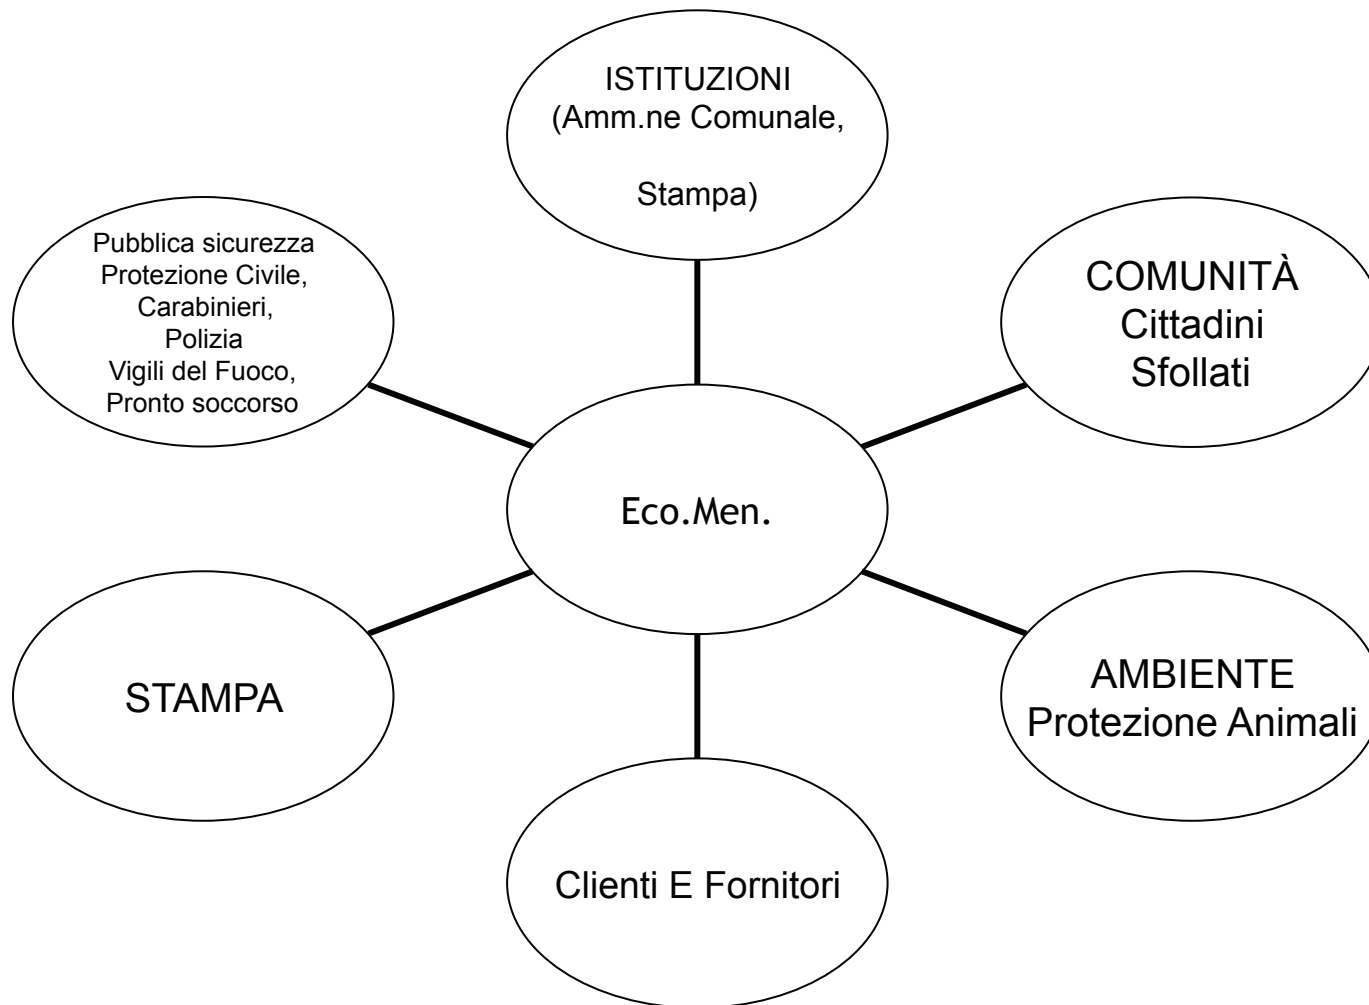 ISTITUZIONI
(Amm.ne Comunale,
Stampa)
Pubblica sicurezza
Protezione Civile,
Carabinieri,
Polizia
Vigili del Fuoco,
Pronto soccorso
COMUNITÀ
Cittadini
Sfollati
Eco.Men.
STAMPA
AMBIENTE
Protezione Animali
Clienti E Fornitori